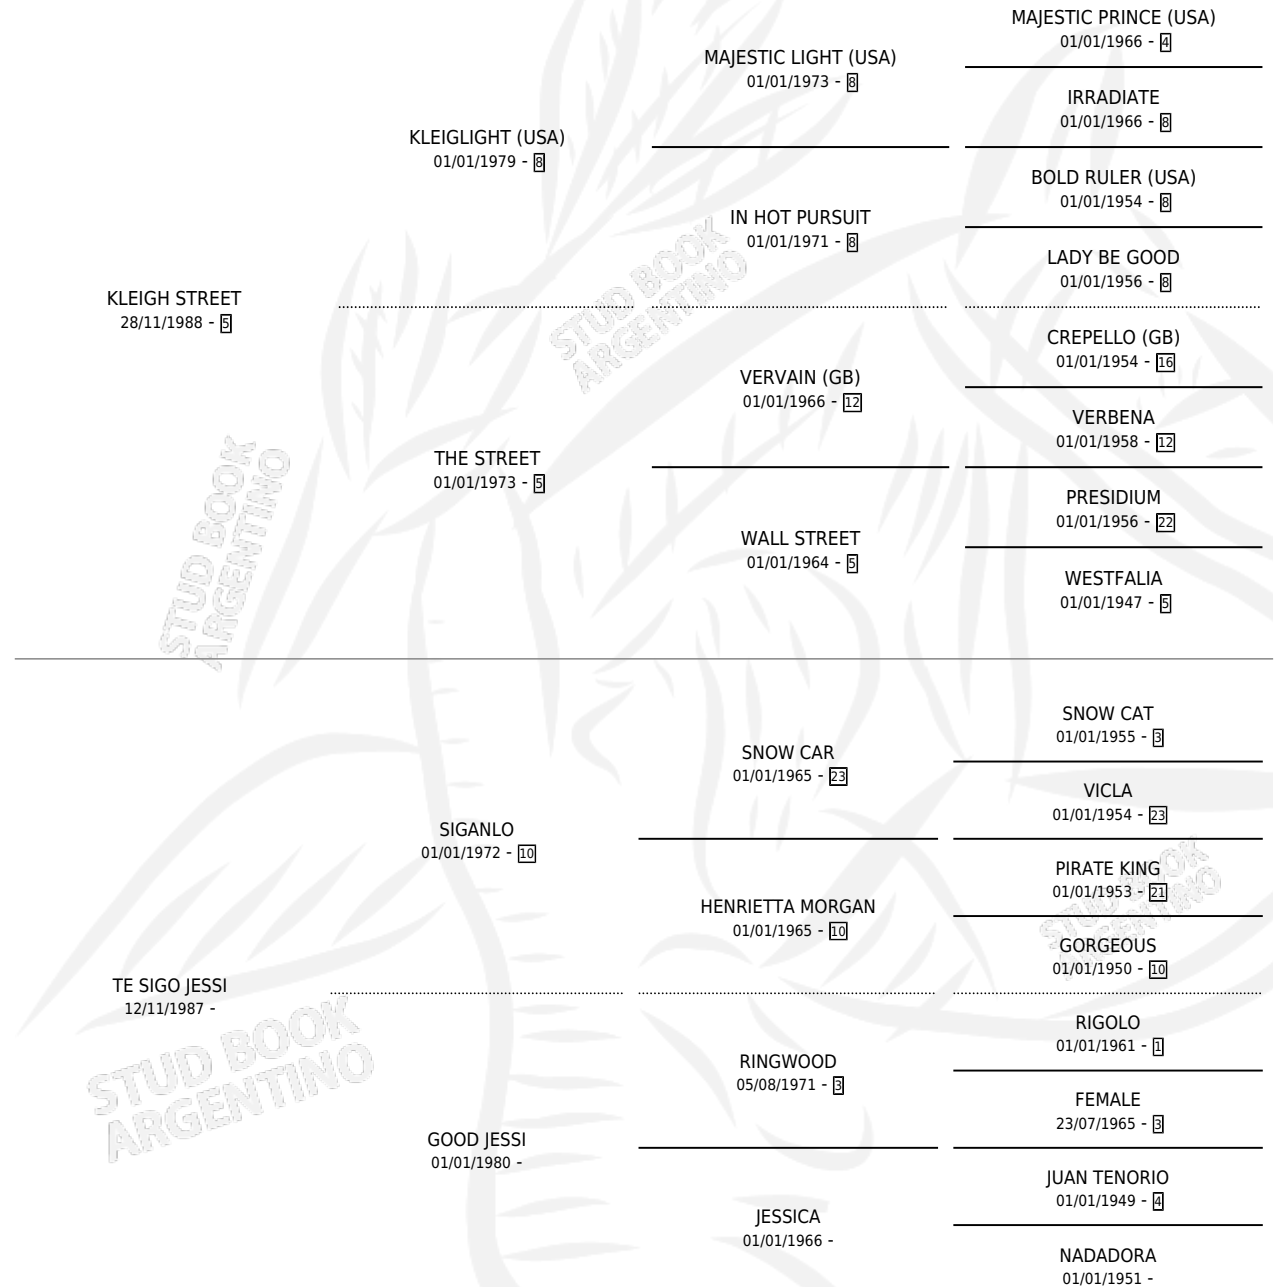 MAJESTIC PRINCE (USA)
01/01/1966 - 4
MAJESTIC LIGHT (USA)
01/01/1973 - 8
IRRADIATE
01/01/1966 - 8
KLEIGLIGHT (USA)
01/01/1979 - 8
BOLD RULER (USA)
01/01/1954 - 8
IN HOT PURSUIT
01/01/1971 - 8
LADY BE GOOD
01/01/1956 - 8
KLEIGH STREET
28/11/1988 - 5
CREPELLO (GB)
01/01/1954 - 16
VERVAIN (GB)
01/01/1966 - 12
VERBENA
01/01/1958 - 12
THE STREET
01/01/1973 - 5
PRESIDIUM
01/01/1956 - 22
WALL STREET
01/01/1964 - 5
WESTFALIA
01/01/1947 - 5
SNOW CAT
01/01/1955 - 3
SNOW CAR
01/01/1965 - 23
VICLA
01/01/1954 - 23
SIGANLO
01/01/1972 - 10
PIRATE KING
01/01/1953 - 21
HENRIETTA MORGAN
01/01/1965 - 10
GORGEOUS
01/01/1950 - 10
TE SIGO JESSI
12/11/1987 -
RIGOLO
01/01/1961 - 1
RINGWOOD
05/08/1971 - 3
FEMALE
23/07/1965 - 3
GOOD JESSI
01/01/1980 -
JUAN TENORIO
01/01/1949 - 4
JESSICA
01/01/1966 -
NADADORA
01/01/1951 -
STUD BOOK
ARGENTINO
STUD BOOK
ARGENTINO
STUD BOOK
ARGENTINO
STUD BOOK
ARGENTINO